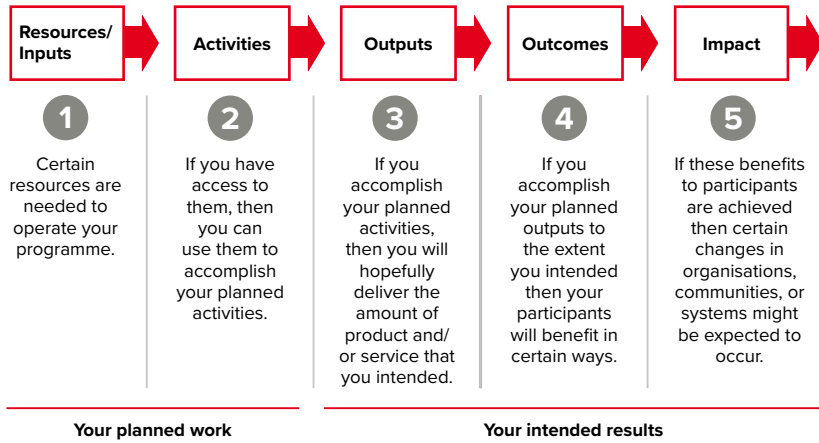 Resources/
Inputs
Activities
Outputs
Outcomes
Impact
1
Certain
resources are
needed to
operate your
programme.
2
If you have
access to
them, then
you can
use them to
accomplish
your planned
activities.
3
If you
accomplish
your planned
activities,
then you will
hopefully
deliver the
amount of
product and/
or service that
you intended.
4
If you
accomplish
your planned
outputs to
the extent
you intended
then your
participants
will benefit in
certain ways.
5
If these benefits
to participants
are achieved
then certain
changes in
organisations,
communities, or
systems might
be expected to
occur.
Your planned work
Your intended results